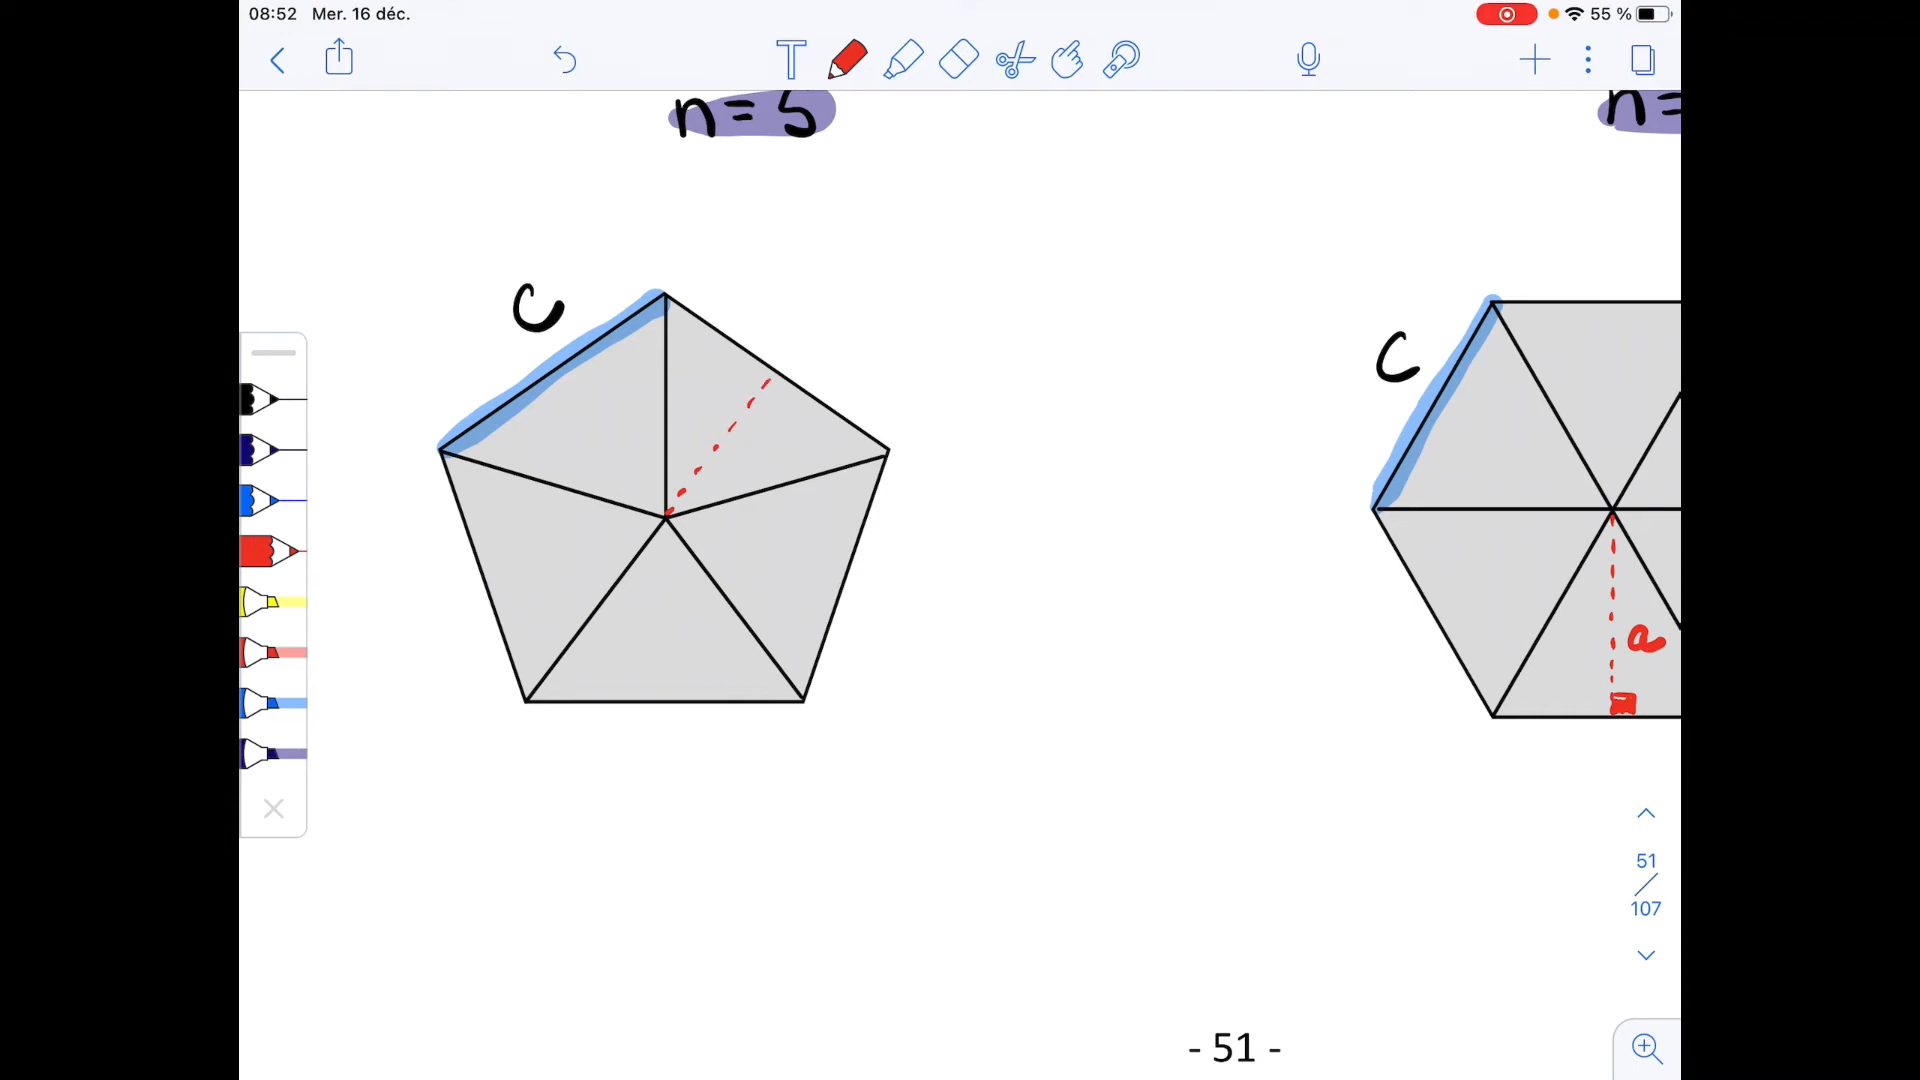 08:52 Mer. 16 déc.
55 %
T
n = 5
n =
C
C
a
51
107
- 51 -